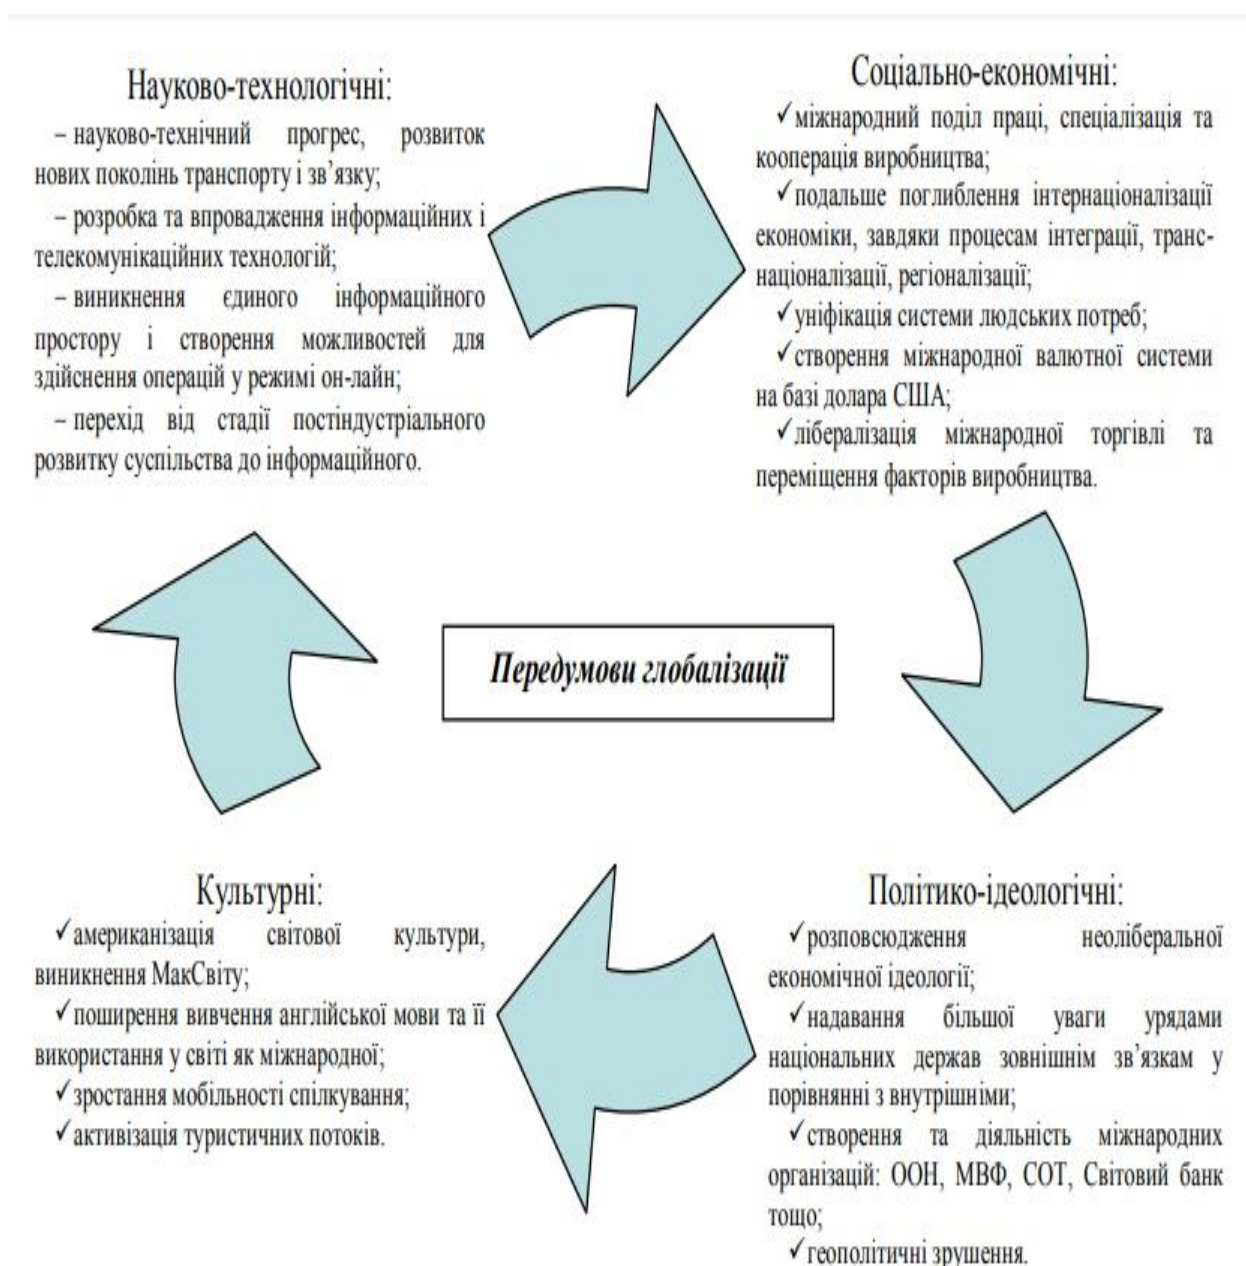 Науково-технологічні:
– науково-технічний прогрес, розвиток
нових поколінь транспорту і зв’язку;
– розробка та впровадження інформаційних і
телекомунікаційних технологій;
– виникнення єдиного інформаційного
простору і створення можливостей для
здійснення операцій у режимі он-лайн;
– перехід від стадії постіндустріального
розвитку суспільства до інформаційного.
Соціально-економічні:
✓міжнародний поділ праці, спеціалізація та
кооперація виробництва;
✓подальше поглиблення інтернаціоналізації
економіки, завдяки процесам інтеграції, транс-
націоналізації, регіоналізації;
✓уніфікація системи людських потреб;
✓створення міжнародної валютної системи
на базі долара США;
✓лібералізація міжнародної торгівлі та
переміщення факторів виробництва.
Передумови глобалізації
Культурні:
✓американізація світової культури,
виникнення МакСвіту;
✓поширення вивчення англійської мови та її
використання у світі як міжнародної;
✓зростання мобільності спілкування;
✓активізація туристичних потоків.
Політико-ідеологічні:
✓розповсюдження неоліберальної
економічної ідеології;
✓надавання більшої уваги урядами
національних держав зовнішнім зв’язкам у
порівнянні з внутрішніми;
✓створення та діяльність міжнародних
організацій: ООН, МВФ, СОТ, Світовий банк
тощо;
✓геополітичні зрушення.